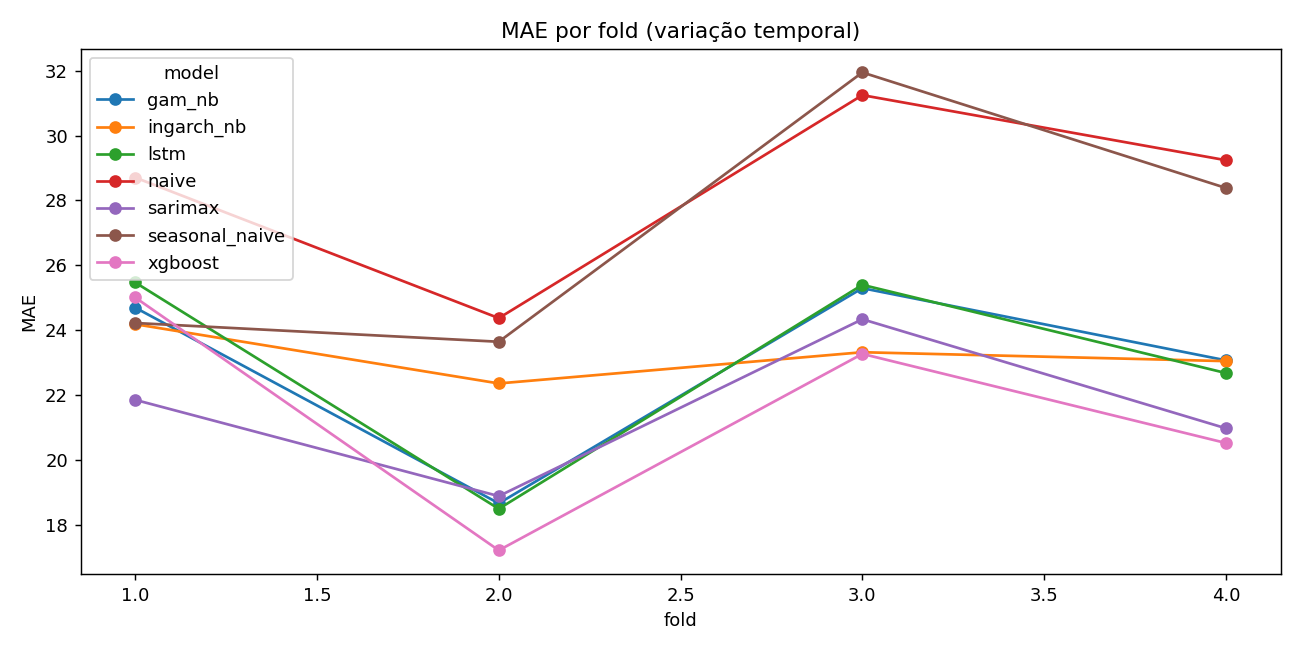 MAE por fold (variação temporal)
model
gam_nb
ingarch_nb
lstm
naive
sarimax
seasonal_naive
xgboost
MAE
32
30
28
26
24
22
20
18
1.0 1.5 2.0 2.5 3.0 3.5 4.0
fold